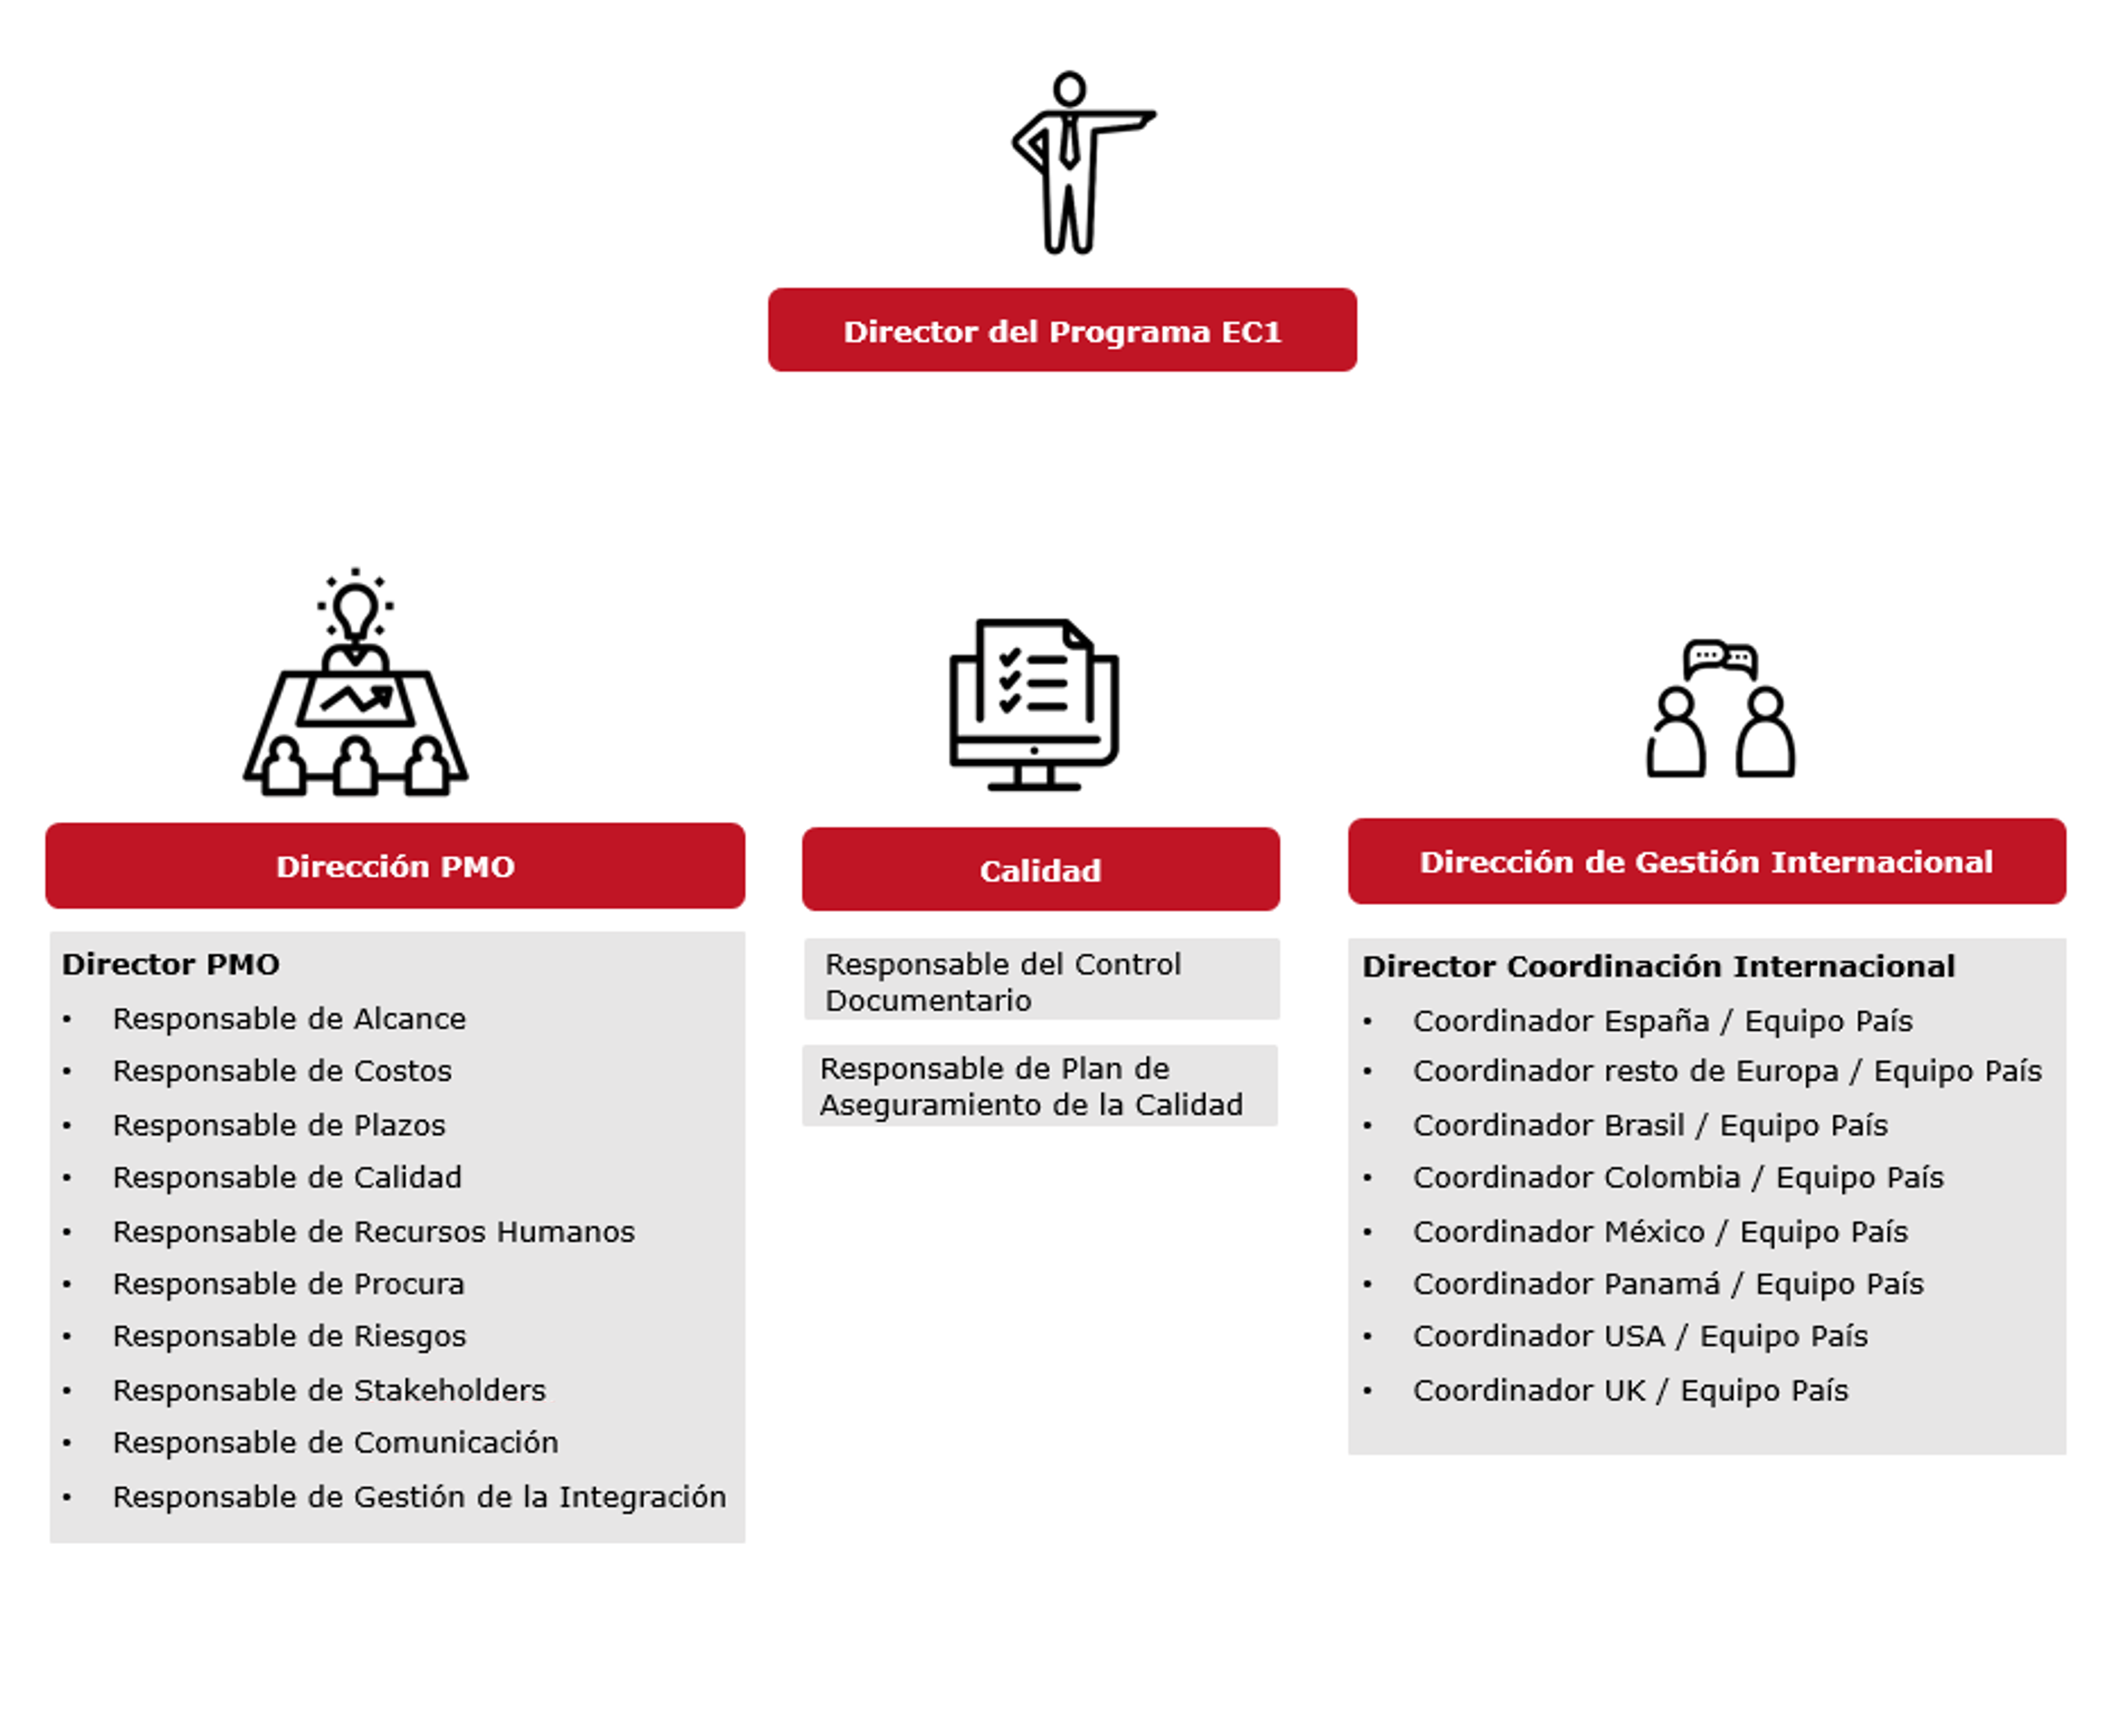 Director del Programa EC1
Dirección PMO
Director PMO
• Responsable de Alcance
• Responsable de Costos
• Responsable de Plazos
• Responsable de Calidad
• Responsable de Recursos Humanos
• Responsable de Procura
• Responsable de Riesgos
• Responsable de Stakeholders
• Responsable de Comunicación
• Responsable de Gestión de la Integración
Calidad
Responsable del Control
Documentario
Responsable de Plan de
Aseguramiento de la Calidad
Dirección de Gestión Internacional
Director Coordinación Internacional
• Coordinador España / Equipo País
• Coordinador resto de Europa / Equipo País
• Coordinador Brasil / Equipo País
• Coordinador Colombia / Equipo País
• Coordinador México / Equipo País
• Coordinador Panamá / Equipo País
• Coordinador USA / Equipo País
• Coordinador UK / Equipo País